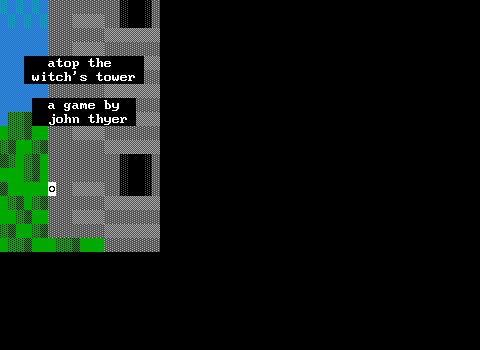 atop the
witch's tower
a game by
john thyer